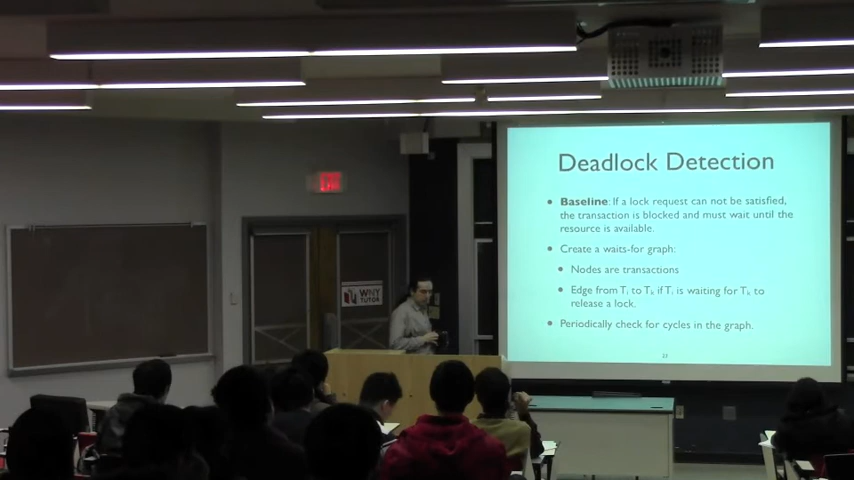 Deadlock Detection
• Baseline: If a lock request can not be satisfied,
the transaction is blocked and must wait until the
resource is available.
• Create a waits-for graph:
• Nodes are transactions
• Edge from Ti to Tk if Ti is waiting for Tk to
release a lock.
• Periodically check for cycles in the graph.
27
WNY
TUTOR